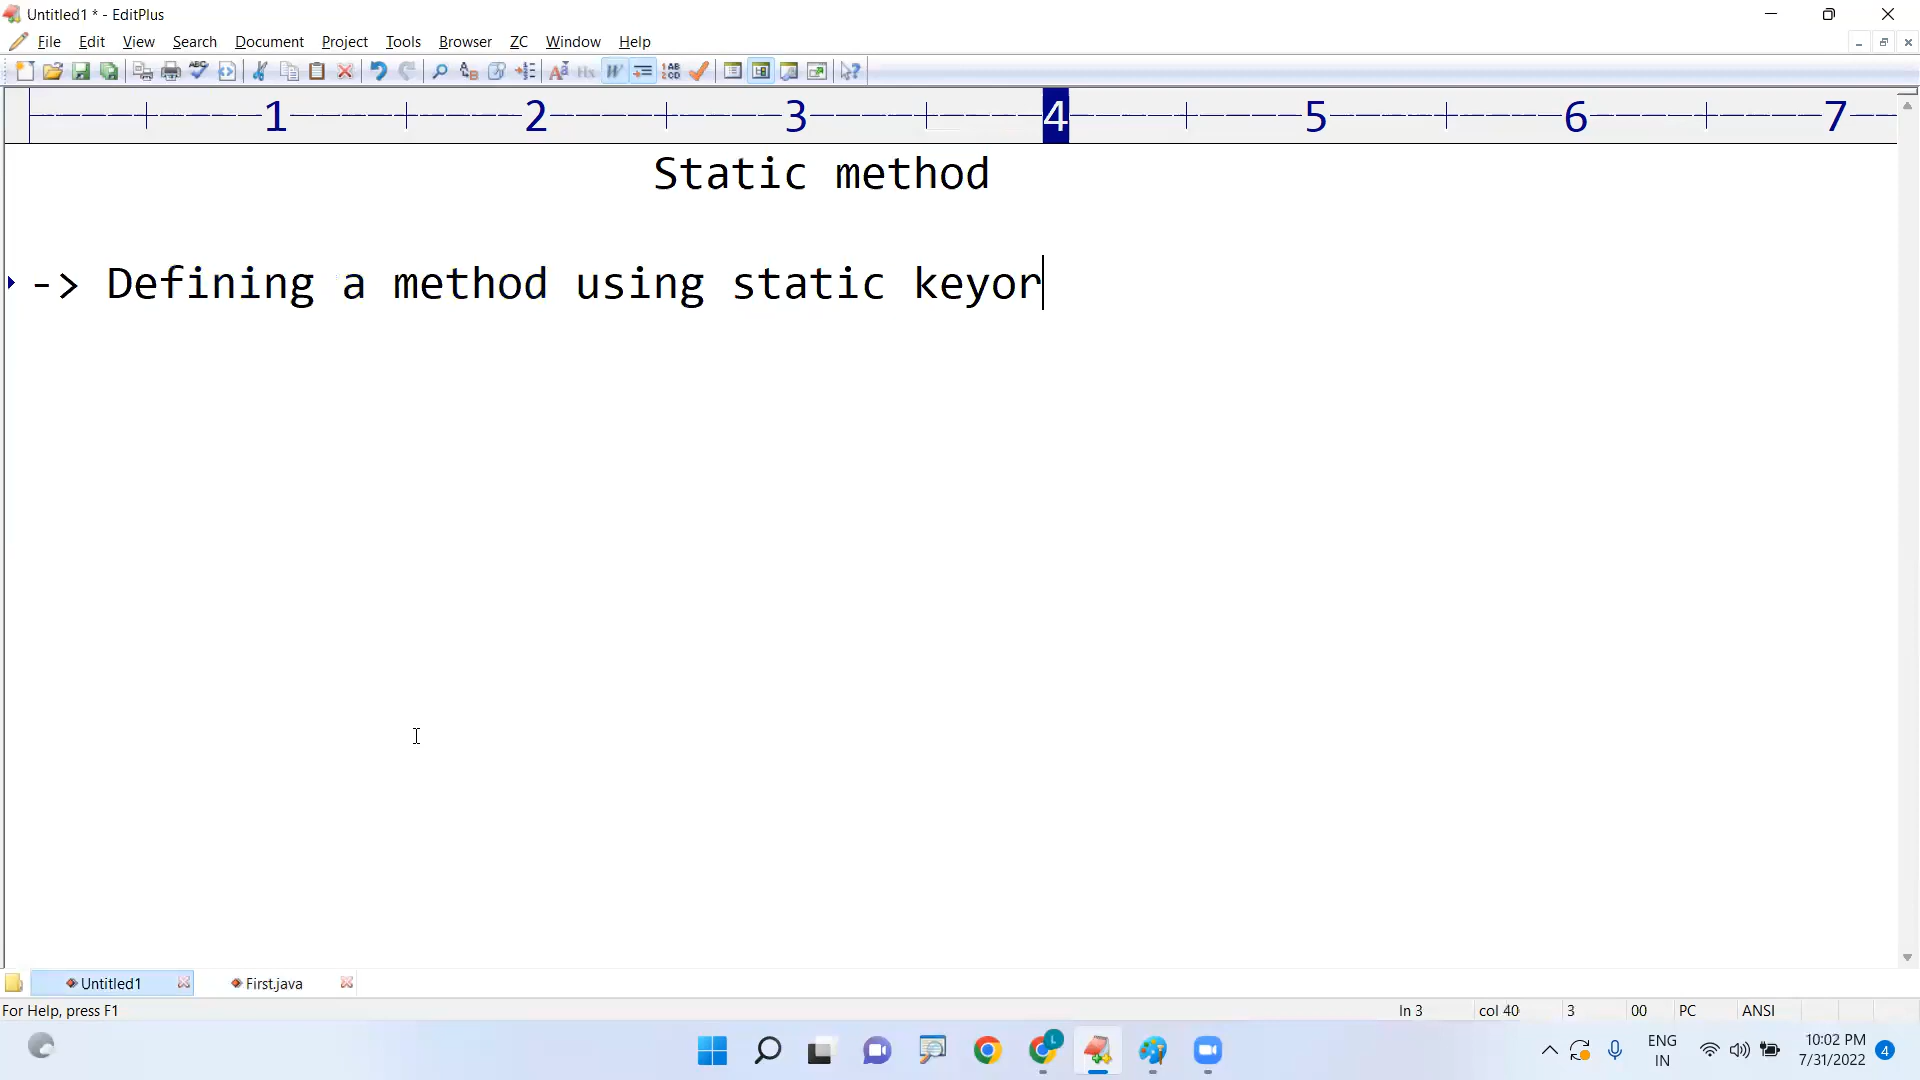 Untitled1 * - EditPlus
File Edit View Search Document Project Tools Browser ZC Window Help
1 2 3 4 5 6 7
Static method
-> Defining a method using static keyor
Untitled1 First.java
For Help, press F1 ln 3 col 40 3 00 PC ANSI
L ENG 10:02 PM
IN 7/31/2022 4